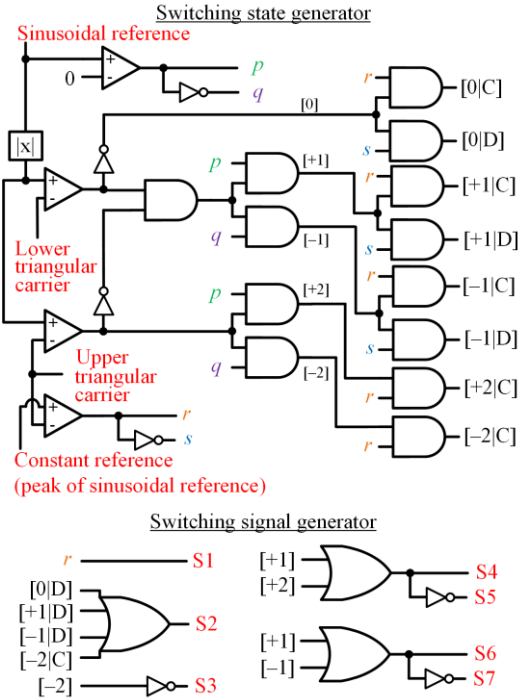 Switching state generator
Sinusoidal reference
+
-
0
p
q
r
[0|C]
[0]
|x|
s
[0|D]
+
-
p
[+1]
r
[+1|C]
q
[–1]
s
[+1|D]
Lower
triangular
carrier
r
[–1|C]
+
-
p
[+2]
s
[–1|D]
q
[–2]
Upper
triangular
carrier
r
[+2|C]
+
-
r
s
r
[–2|C]
Constant reference
(peak of sinusoidal reference)
Switching signal generator
r
S1
[0|D]
[+1|D]
[–1|D]
[–2|C]
S2
[–2]
S3
[+1]
[+2]
S4
S5
[+1]
[–1]
S6
S7